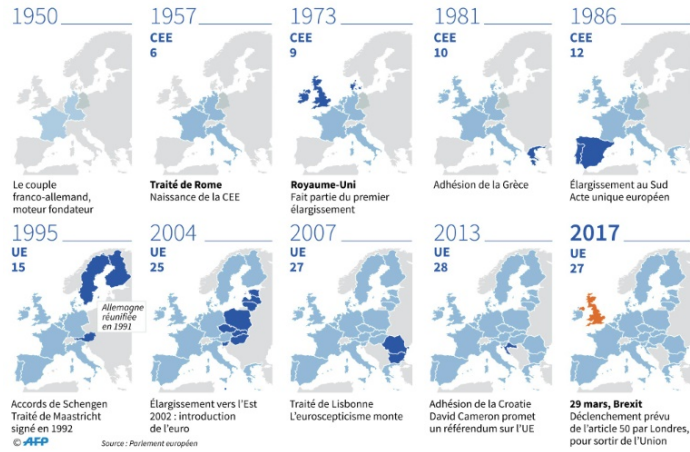 1950
Le couple
franco-allemand,
moteur fondateur
1957
CEE
6
Traité de Rome
Naissance de la CEE
1973
CEE
9
Royaume-Uni
Fait partie du premier
élargissement
1981
CEE
10
Adhésion de la Grèce
1986
CEE
12
Élargissement au Sud
Acte unique européen
1995
UE
15
Allemagne
réunifiée
en 1991
Accords de Schengen
Traité de Maastricht
signé en 1992
2004
UE
25
Élargissement vers l'Est
2002 : introduction
de l'euro
2007
UE
27
Traité de Lisbonne
L'euroscepticisme monte
2013
UE
28
Adhésion de la Croatie
David Cameron promet
un référendum sur l'UE
2017
UE
27
29 mars, Brexit
Déclenchement prévu
de l'article 50 par Londres,
pour sortir de l'Union
© AFP
Source : Parlement européen